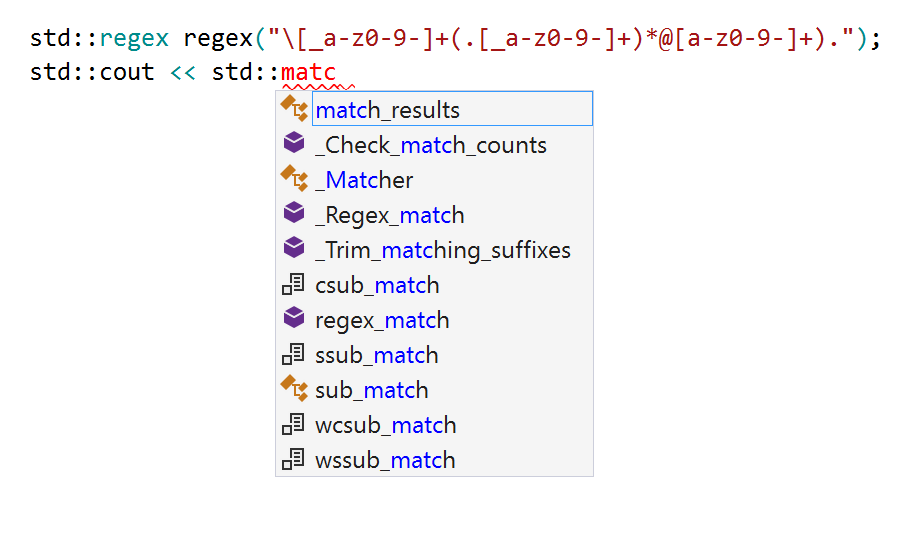 std::regex regex("\[_a-z0-9-]+(.[_a-z0-9-]+)*@[a-z0-9-]+).");
std::cout << std::matc
match_results
_Check_match_counts
_Matcher
_Regex_match
_Trim_matching_suffixes
csub_match
regex_match
ssub_match
sub_match
wcsub_match
wssub_match